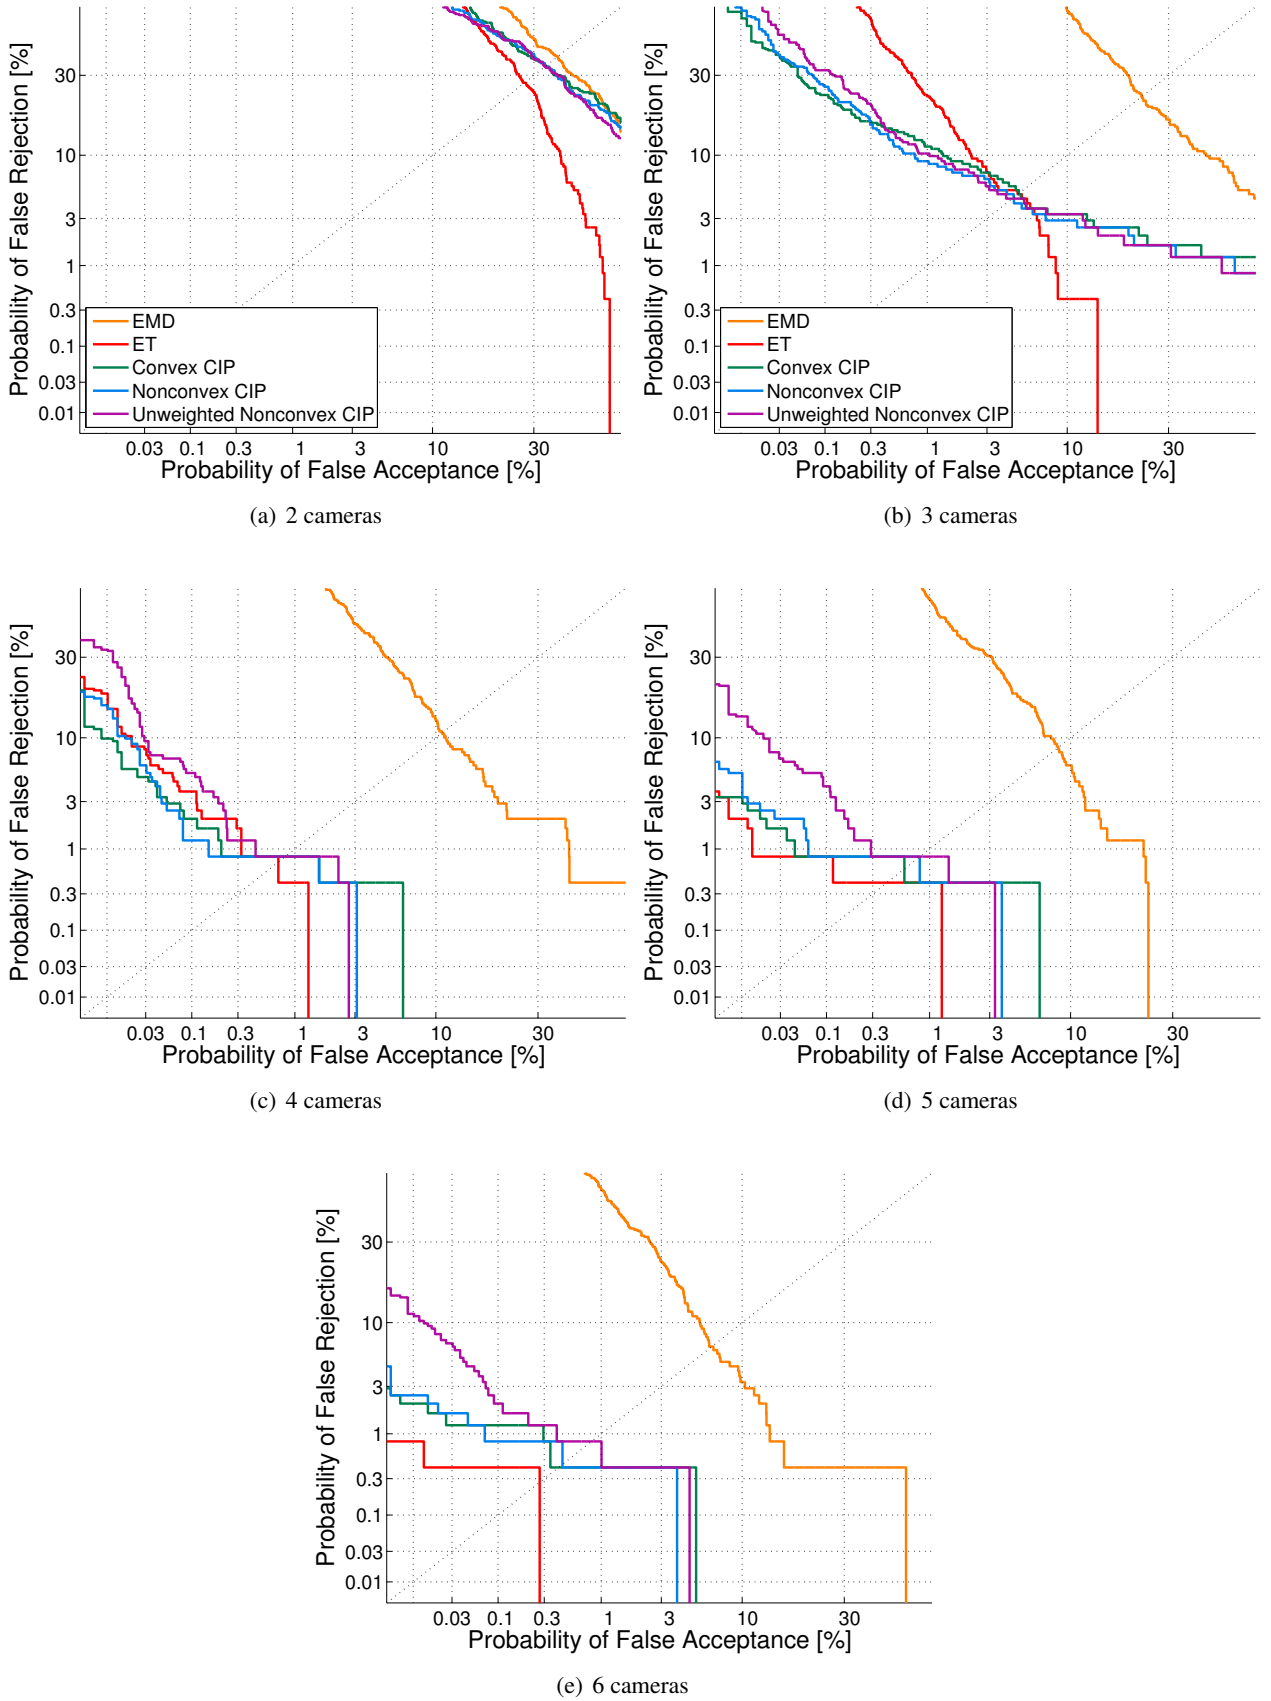 Probability of False Rejection [%]
30
10
3
1
0.3
0.1
0.03
0.01
EMD
ET
Convex CIP
Nonconvex CIP
Unweighted Nonconvex CIP
0.03 0.1 0.3 1 3 10 30
Probability of False Acceptance [%]
(a) 2 cameras
Probability of False Rejection [%]
30
10
3
1
0.3
0.1
0.03
0.01
EMD
ET
Convex CIP
Nonconvex CIP
Unweighted Nonconvex CIP
0.03 0.1 0.3 1 3 10 30
Probability of False Acceptance [%]
(b) 3 cameras
Probability of False Rejection [%]
30
10
3
1
0.3
0.1
0.03
0.01
0.03 0.1 0.3 1 3 10 30
Probability of False Acceptance [%]
(c) 4 cameras
Probability of False Rejection [%]
30
10
3
1
0.3
0.1
0.03
0.01
0.03 0.1 0.3 1 3 10 30
Probability of False Acceptance [%]
(d) 5 cameras
Probability of False Rejection [%]
30
10
3
1
0.3
0.1
0.03
0.01
0.03 0.1 0.3 1 3 10 30
Probability of False Acceptance [%]
(e) 6 cameras